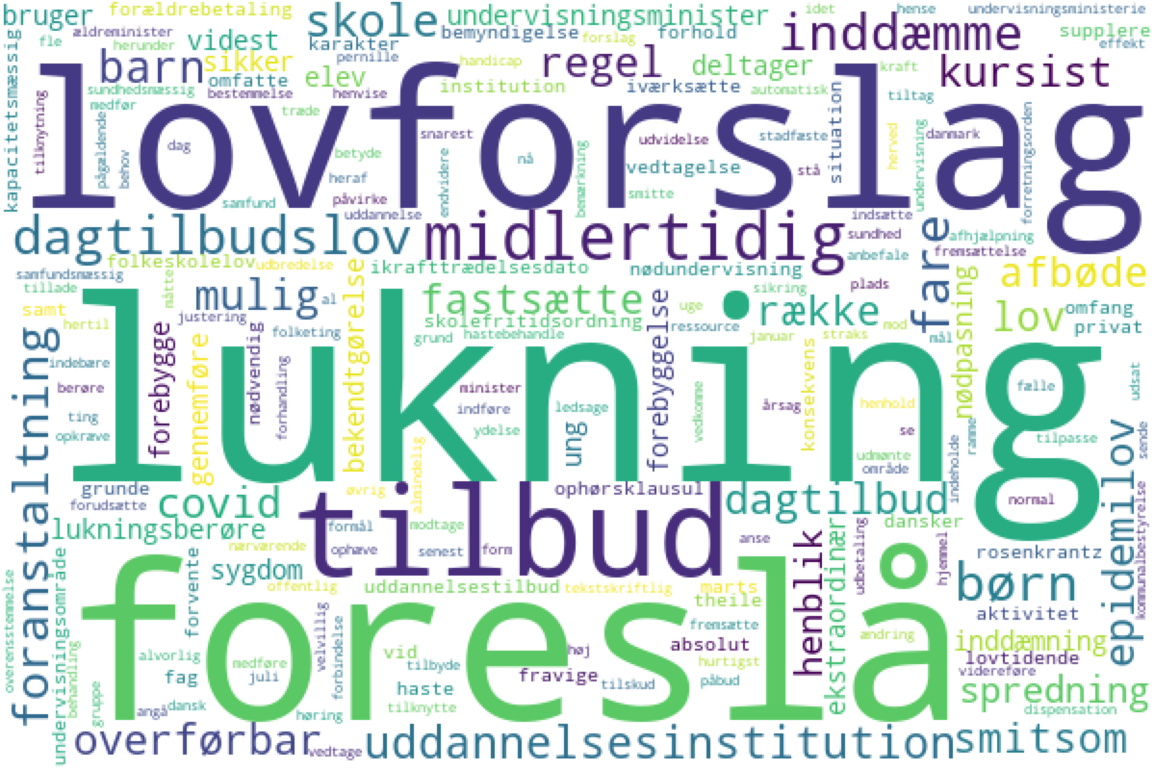 bruger
forældrebetaling
skole
undervisningsminister
idet
hense
undervisningsministerie
fle
ældreminister
herunder
videst
karakter
pernille
bemyndigelse
forslag
forhold
inddæmme
supplere
effekt
kapacitetsmæssig
barn
sikker
elev
handicap
regel
deltager
kursist
sundhedsmæssig
omfatte
institution
iværksætte
automatisk
kraft
tiltag
tilknytning
medfør
bestemmelse
henvise
træde
lovforslag
pågældende
behov
dag
snarest
udvidelse
stadfæste
situation
herved
danmark
undervisning
forretningsorden
betyde
heraf
endvidere
nå
bemærkning
vedtagelse
stå
samfund
påvirke
smitte
uddannelse
indsætte
dagtilbudslov
midlertidig
sundhed
anbefale
fare
afhjælpning
fremsættelse
folkeskolelov
udbredelse
ikrafttrædelsesdato
nødundervisning
samfundsmæssig
tillade
måtte
bekendtgørelse
sikring
plads
nødpasning
afbøde
samt
mulig
al
fastsætte
uge
række
lov
omfang
privat
hertil
justering
folketing
skolefritidsordning
ressource
januar
mod
mål
forebygge
gennemføre
nødvendig
grund
hastebehandle
forebyggelse
straks
konsekvens
indebære
lukning
foranstaltning
berøre
forhandling
minister
ledsage
årsag
henhold
fælle
udsat
ting
indføre
ung
vedkomme
se
ramme
tilpasse
opkræve
ydelse
udmønte
område
indeholde
epidemilov
sende
almindelig
grunde
covid
øvrig
ophørsklausul
dagtilbud
normal
forudsætte
tilbud
lukningsberøre
formål
modtage
anse
henblik
ekstraordinær
udbetaling
dansker
hjemmel
rosenkrantz
kommunalbestyrelse
nærværende
ophæve
senest
form
sygdom
overensstemmelse
undervisningsområde
forvente
offentlig
uddannelsestilbud
tekstskriftlig
marts
børn
theile
foreslå
velvillig
forbindelse
fremsætte
aktivitet
ændring
inddæmning
behandling
gruppe
alvorlig
medføre
vid
høj
absolut
lovtidende
fag
juli
tilbyde
hurtigst
videreføre
haste
fravige
tilskud
påbud
spredning
angå
dansk
tilknytte
dispensation
høring
overførbar
vedtage
uddannelsesinstitution
smitsom